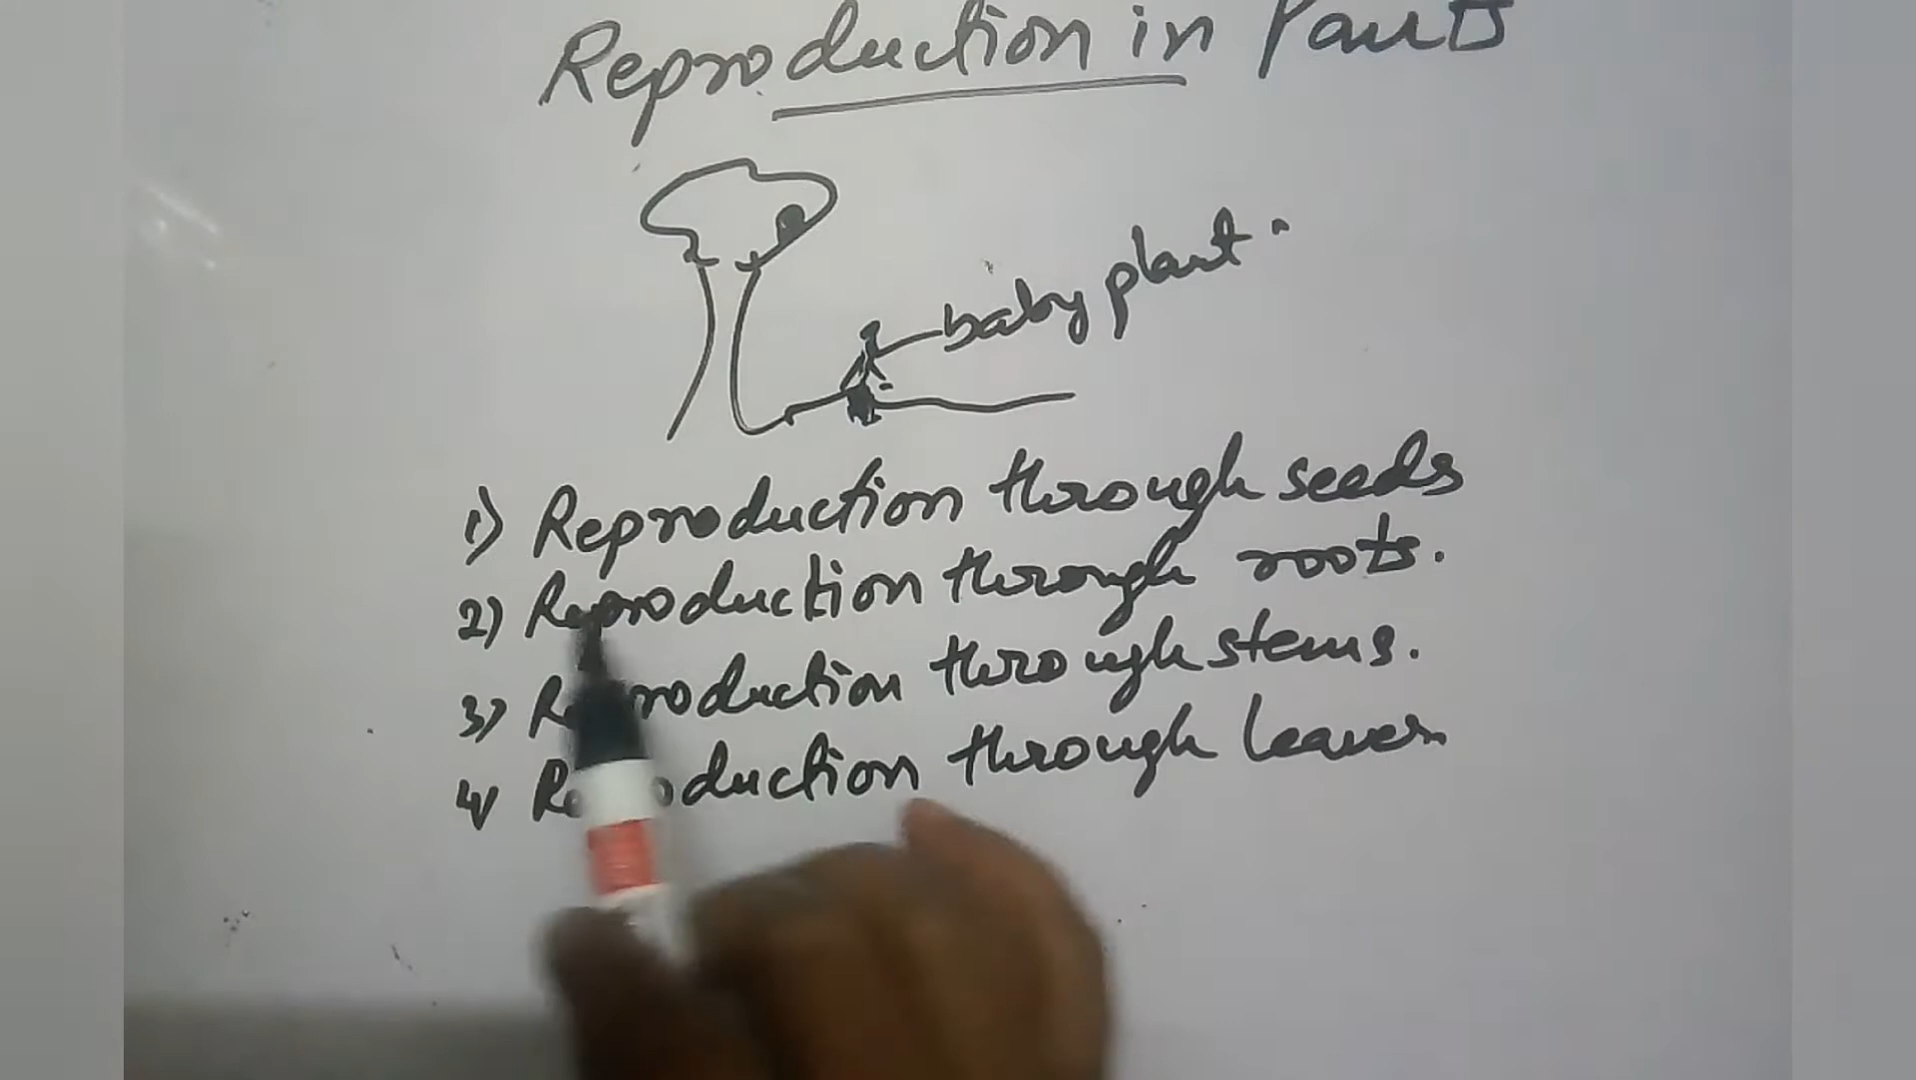 Reproduction in Plants
baby plant.
1) Reproduction through seeds
2) Reproduction through roots.
3) Reproduction through stems.
4) Reproduction through leaves.